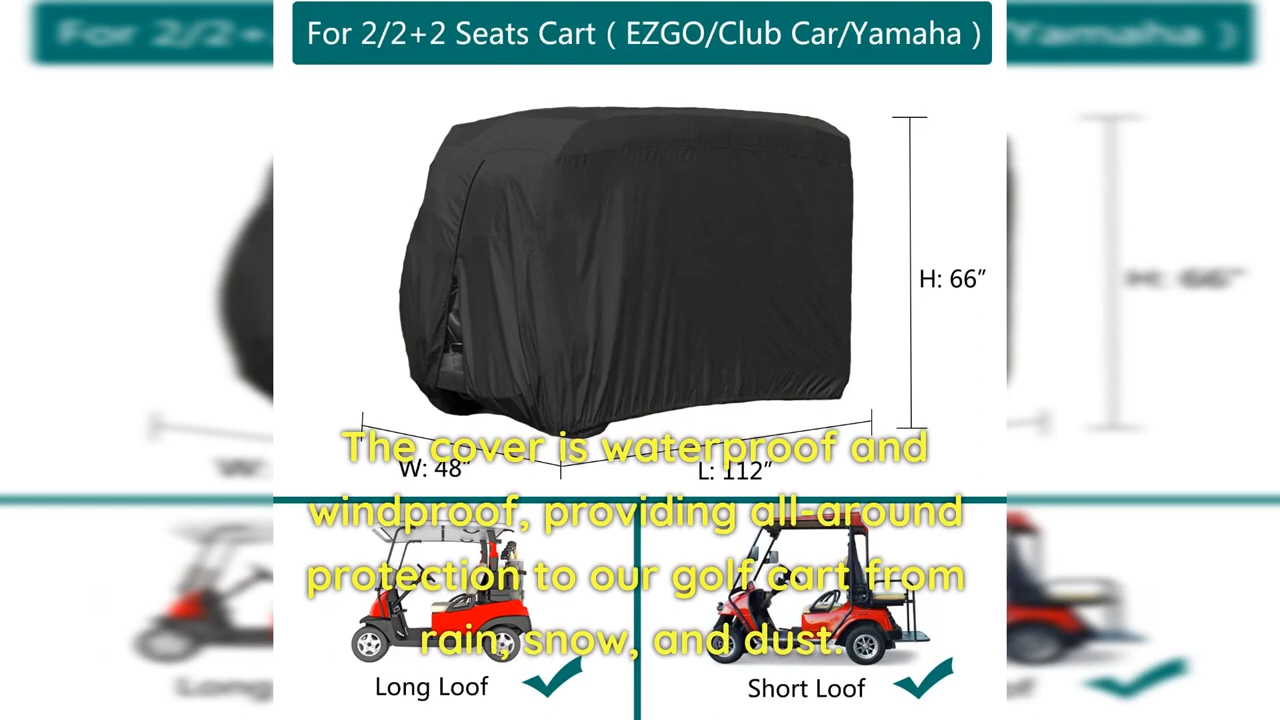 For 2/2+2 Seats Cart ( EZGO/Club Car/Yamaha )
H: 66”
The cover is waterproof and
W: 48”
L: 112”
windproof, providing all-around
protection to our golf cart from
rain, snow, and dust.
Long Loof
Short Loof